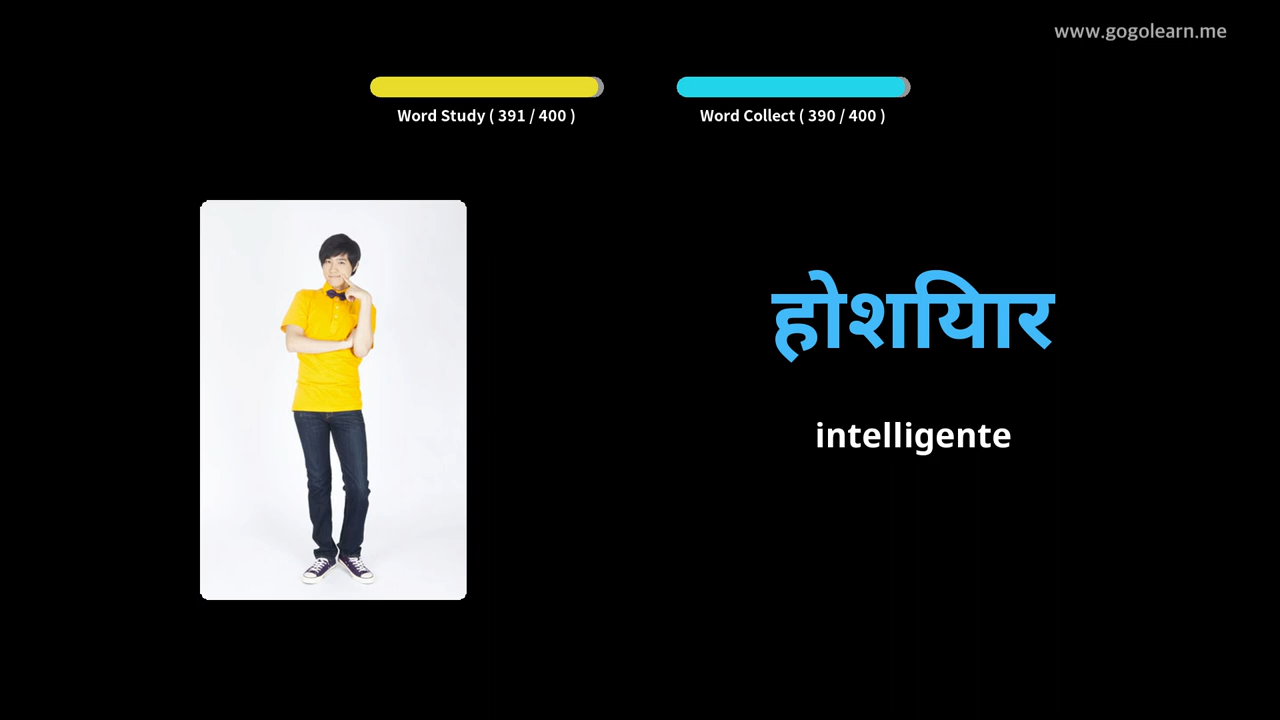 www.gogolearn.me
Word Study ( 391 / 400 )
Word Collect ( 390 / 400 )
होशियार
intelligente